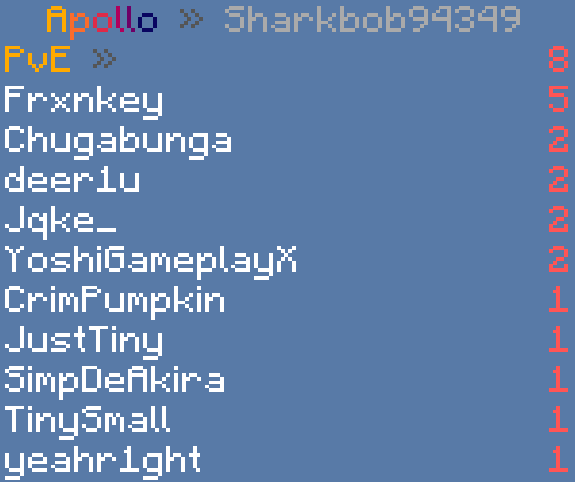 Apollo » Sharkbob94349
PvE » 8
Frxnkey 5
Chugabunga 2
deer1u 2
Jqke_ 2
YoshiGameplayX 2
CrimPumpkin 1
JustTiny 1
SimpDeAkira 1
TinySmall 1
yeahr1ght 1